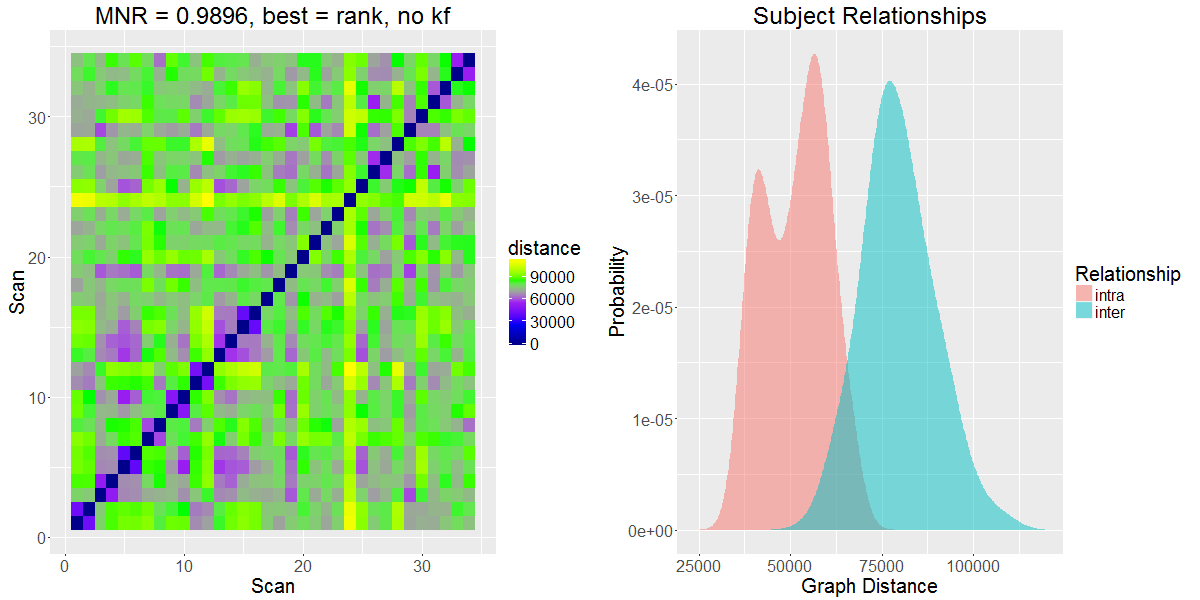 MNR = 0.9896, best = rank, no kf
Scan
30
20
10
0
0 10 20 30
Scan
distance
90000
60000
30000
0
Subject Relationships
Probability
4e-05
3e-05
2e-05
1e-05
0e+00
25000 50000 75000 100000
Graph Distance
Relationship
intra
inter